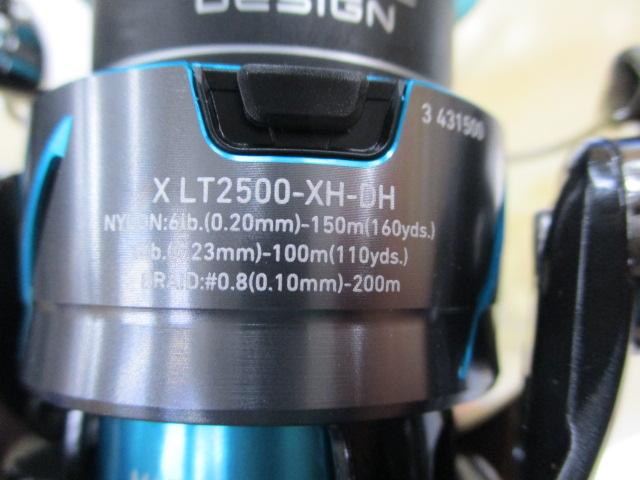 DESIGN
3 431500
X LT2500-XH-DH
NYLON:6lb.(0.20mm)-150m(160yds.)
(0.23mm)-100m(110yds.)
BRAID:#0.8(0.10mm)-200m